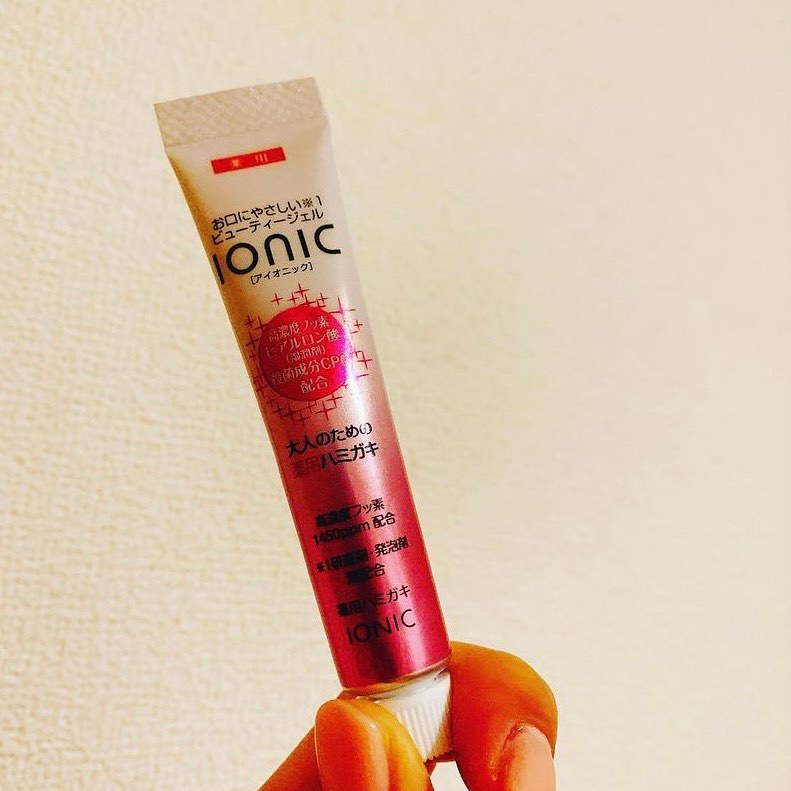 薬用
お口にやさしい※1
ビューティージェル
IONIC
[アイオニック]
高濃度フッ素
ヒアルロン酸
(湿潤剤)
殺菌成分CPC
配合
大人のための
薬用ハミガキ
高濃度フッ素
1450ppm 配合
※1研磨剤・発泡剤
無配合
薬用ハミガキ
IONIC